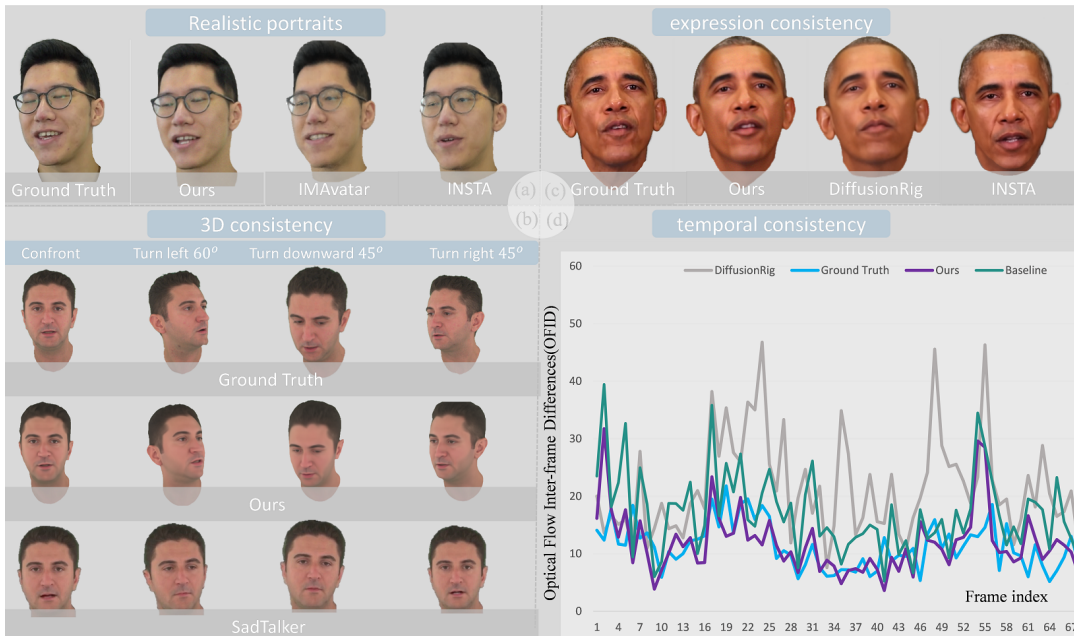 Realistic portraits
expression consistency
Ground Truth
Ours
IMAvatar
INSTA
(a)
(c)
Ground Truth
Ours
DiffusionRig
INSTA
(b)
(d)
3D consistency
Confront
Turn left 60°
Turn downward 45°
Turn right 45°
Ground Truth
Ours
SadTalker
temporal consistency
DiffusionRig
Ground Truth
Ours
Baseline
Optical Flow Inter-frame Differences(OFID)
60
50
40
30
20
10
0
Frame index
1 4 7 10 13 16 19 22 25 28 31 34 37 40 43 46 49 52 55 58 61 64 67